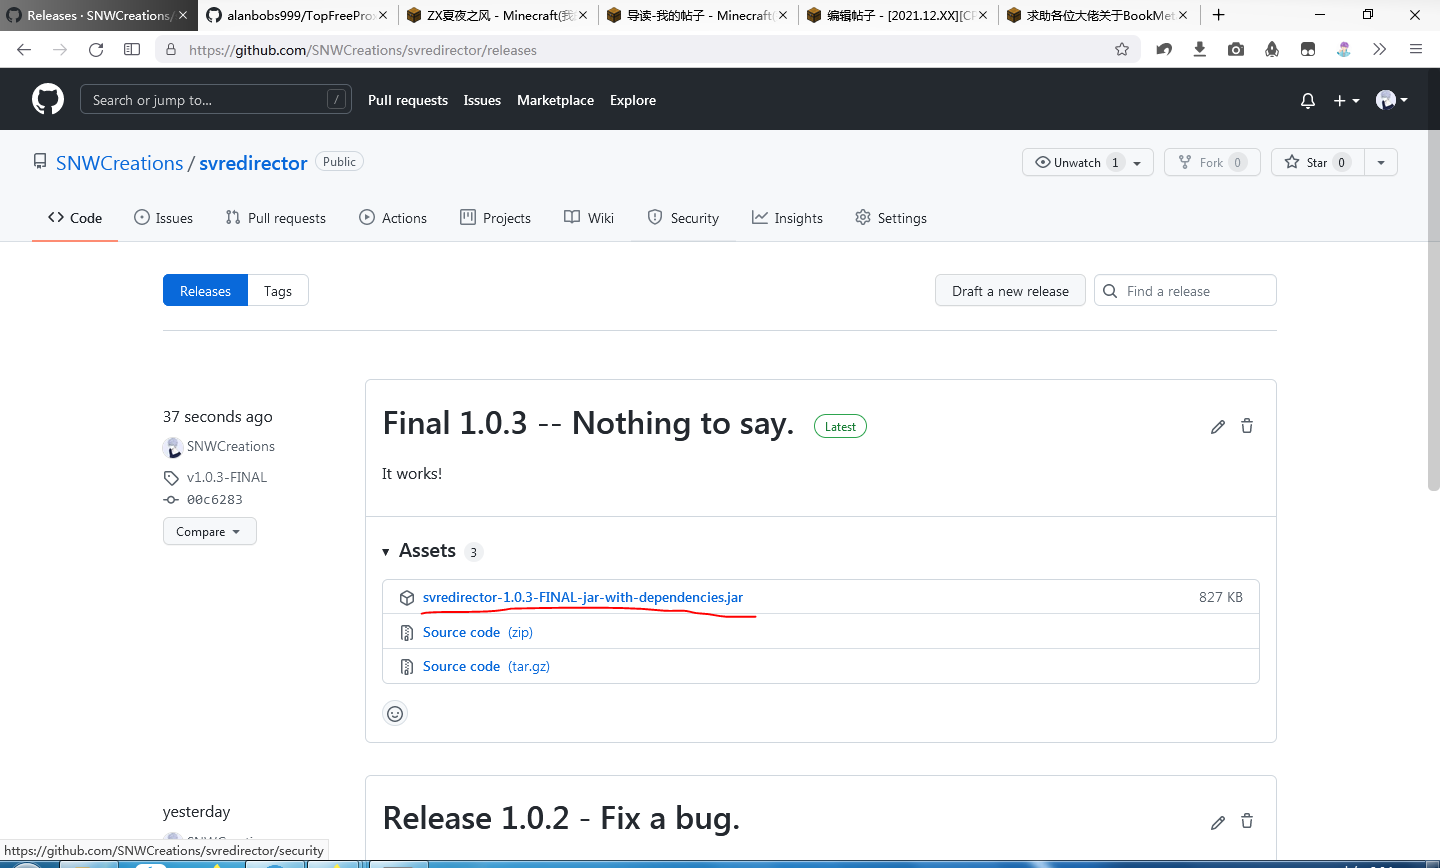 Releases · SNWCreations/
alanbobs999/TopFreeProx
ZX夏夜之风 - Minecraft(我
导读-我的帖子 - Minecraft(
编辑帖子 - [2021.12.XX][CF
求助各位大佬关于BookMet
https://github.com/SNWCreations/svredirector/releases
Search or jump to... /
Pull requests Issues Marketplace Explore
SNWCreations / svredirector Public
Unwatch 1 Fork 0 Star 0
Code Issues Pull requests Actions Projects Wiki Security Insights Settings
Releases Tags
Draft a new release Find a release
37 seconds ago
SNWCreations
v1.0.3-FINAL
00c6283
Compare
Final 1.0.3 -- Nothing to say. Latest
It works!
Assets 3
svredirector-1.0.3-FINAL-jar-with-dependencies.jar 827 KB
Source code (zip)
Source code (tar.gz)
yesterday
Release 1.0.2 - Fix a bug.
https://github.com/SNWCreations/svredirector/security